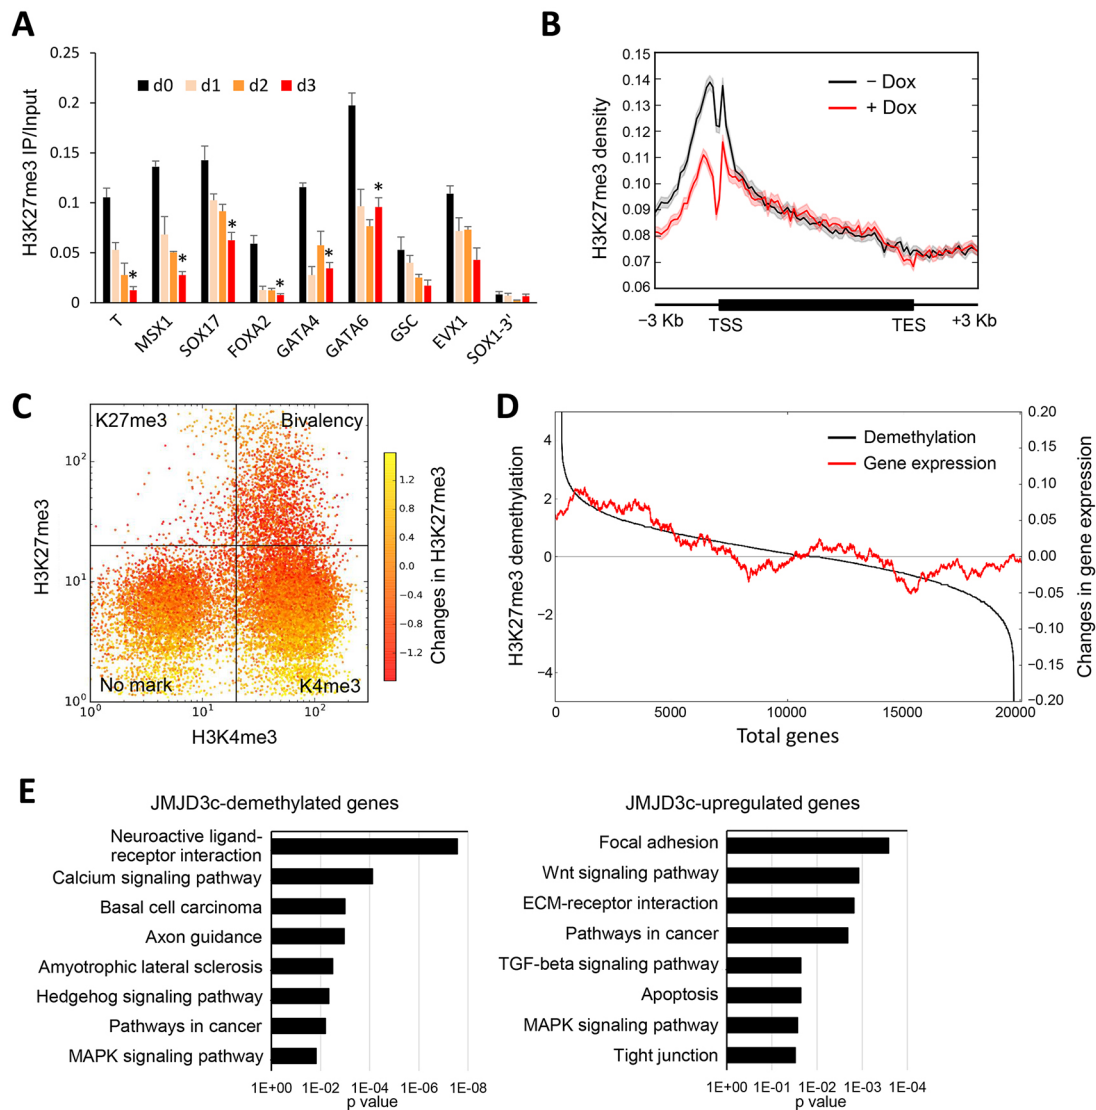 A
0.25
0.2
0.15
0.1
0.05
0
H3K27me3 IP/Input
d0 d1 d2 d3
* * * * * *
T MSX1 SOX17 FOXA2 GATA4 GATA6 GSC EVX1 SOX1-3'
B
0.15
0.14
0.13
0.12
0.11
0.10
0.09
0.08
0.07
0.06
H3K27me3 density
− Dox
+ Dox
−3 Kb TSS TES +3 Kb
C
K27me3 Bivalency
No mark K4me3
10²
10¹
10⁰
H3K27me3
10⁰ 10¹ 10²
H3K4me3
1.2
0.8
0.4
0.0
−0.4
−0.8
−1.2
Changes in H3K27me3
D
4
2
0
−2
−4
H3K27me3 demethylation
Demethylation
Gene expression
0.20
0.15
0.10
0.05
0.00
−0.05
−0.10
−0.15
−0.20
Changes in gene expression
0 5000 10000 15000 20000
Total genes
E
JMJD3c-demethylated genes
Neuroactive ligand-
receptor interaction
Calcium signaling pathway
Basal cell carcinoma
Axon guidance
Amyotrophic lateral sclerosis
Hedgehog signaling pathway
Pathways in cancer
MAPK signaling pathway
1E+00 1E-02 1E-04 1E-06 1E-08
p value
JMJD3c-upregulated genes
Focal adhesion
Wnt signaling pathway
ECM-receptor interaction
Pathways in cancer
TGF-beta signaling pathway
Apoptosis
MAPK signaling pathway
Tight junction
1E+00 1E-01 1E-02 1E-03 1E-04
p value